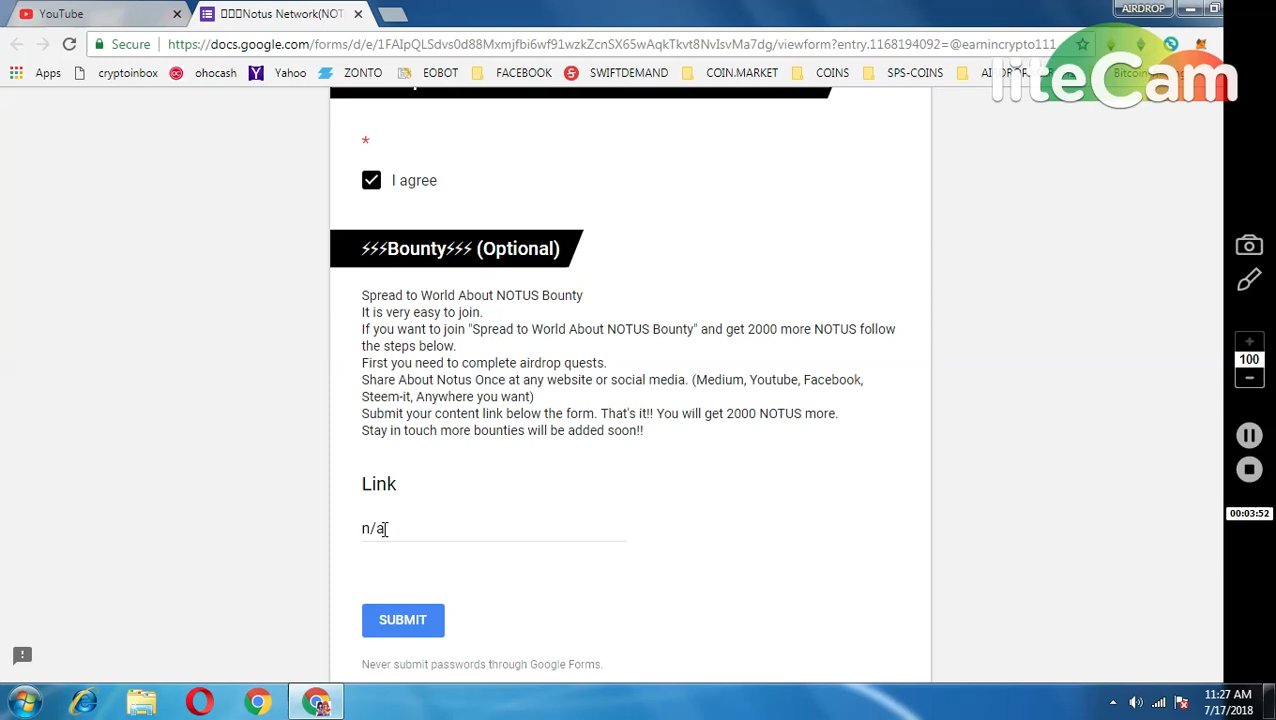 YouTube
Notus Network(NOT
AIRDROP
Secure
https://docs.google.com/forms/d/e/1FAIpQLSdvs0d68Mxmjfbi6wf91wzkZcnSX65wAqkTkvt8NvIsvMa7dg/viewform?entry.1168194092=@earnincrypto111
Apps
cryptoinbox
ohocash
Yahoo
ZONTO
EOBOT
FACEBOOK
SWIFTDEMAND
COIN.MARKET
COINS
SPS-COINS
liteCam
*
I agree
⚡⚡⚡Bounty⚡⚡⚡ (Optional)
Spread to World About NOTUS Bounty
It is very easy to join.
If you want to join "Spread to World About NOTUS Bounty" and get 2000 more NOTUS follow
the steps below.
First you need to complete airdrop quests.
Share About Notus Once at any website or social media. (Medium, Youtube, Facebook,
Steem-it, Anywhere you want)
Submit your content link below the form. That's it!! You will get 2000 NOTUS more.
Stay in touch more bounties will be added soon!!
Link
n/a
SUBMIT
Never submit passwords through Google Forms.
100
00:03:52
11:27 AM
7/17/2018